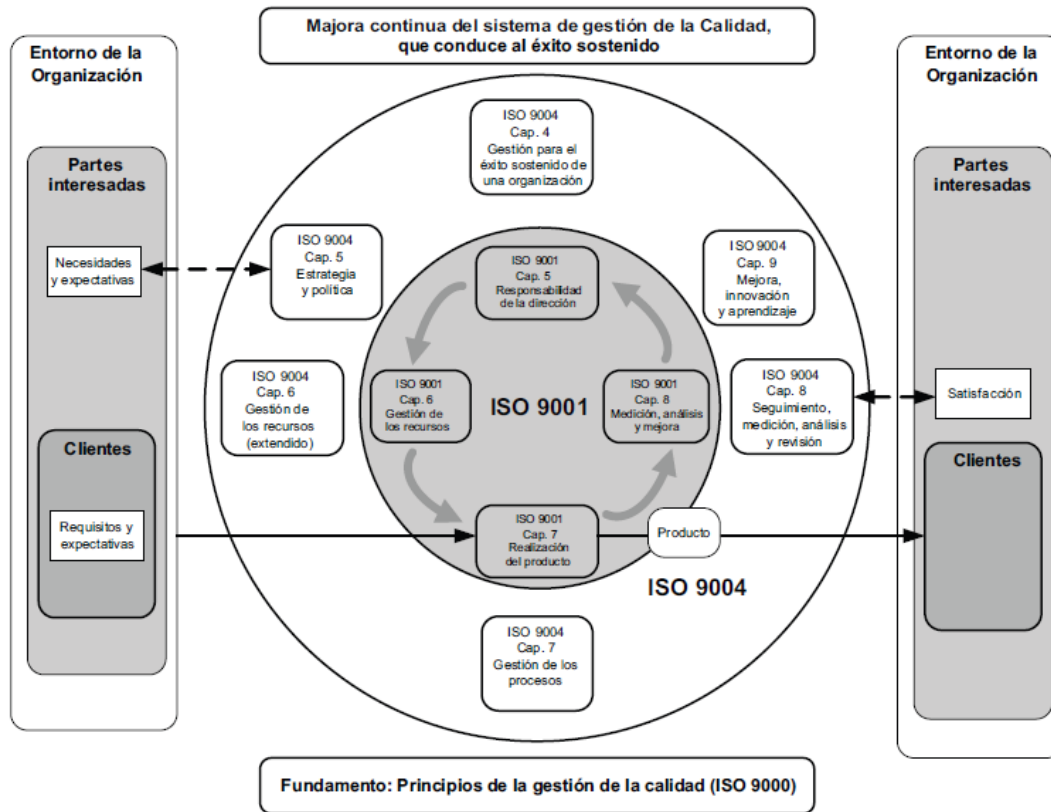 Majora continua del sistema de gestión de la Calidad,
que conduce al éxito sostenido
Entorno de la
Organización
Partes
interesadas
Necesidades
y expectativas
Clientes
Requisitos y
expectativas
ISO 9004
Cap. 4
Gestión para el
éxito sostenido de
una organización
ISO 9004
Cap. 5
Estrategia
y política
ISO 9004
Cap. 9
Mejora,
innovación
y aprendizaje
ISO 9001
Cap. 5
Responsabilidad
de la dirección
ISO 9004
Cap. 6
Gestión de
los recursos
(extendido)
ISO 9001
Cap. 6
Gestión de
los recursos
ISO 9001
ISO 9001
Cap. 8
Medición, análisis
y mejora
ISO 9004
Cap. 8
Seguimiento,
medición, análisis
y revisión
ISO 9001
Cap. 7
Realización
del producto
Producto
ISO 9004
ISO 9004
Cap. 7
Gestión de los
procesos
Entorno de la
Organización
Partes
interesadas
Satisfacción
Clientes
Fundamento: Principios de la gestión de la calidad (ISO 9000)